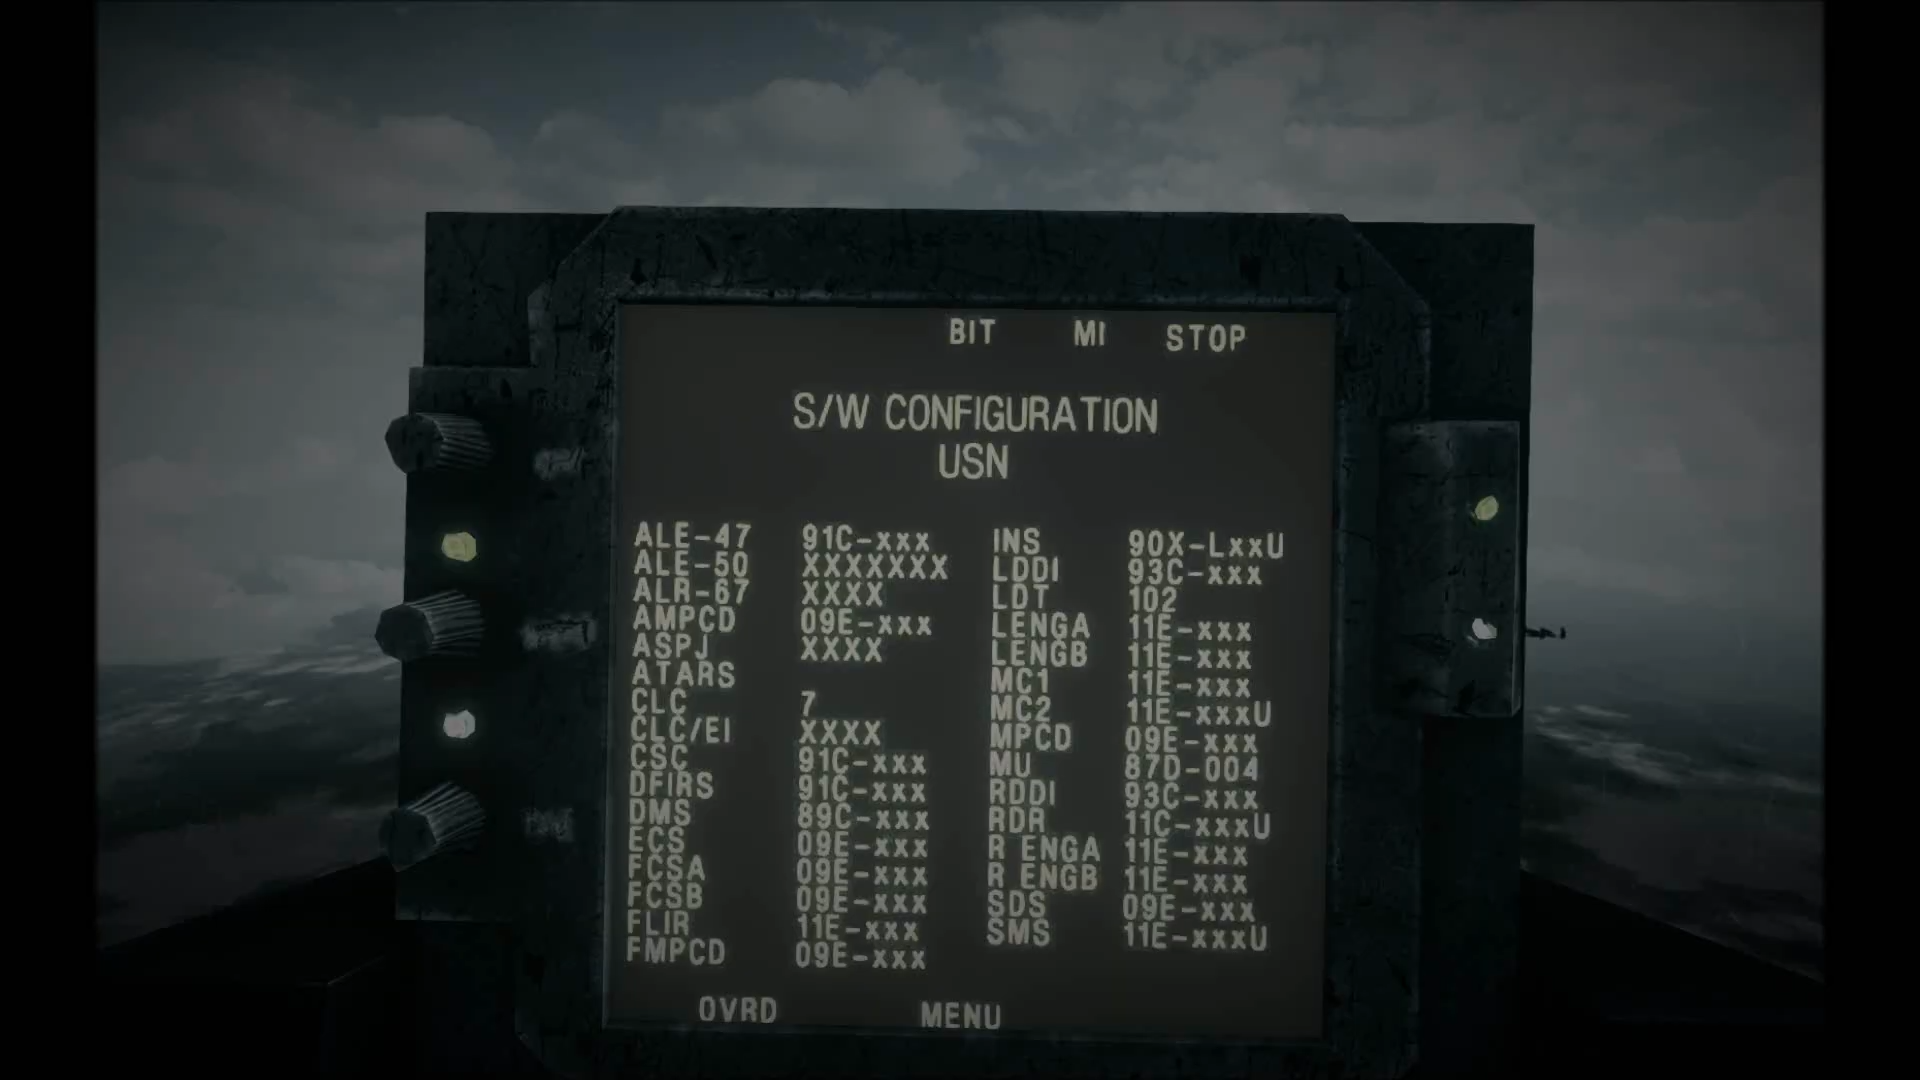 BIT MI STOP
S/W CONFIGURATION
USN
ALE-47 91C-xxx INS 90X-LxxU
ALE-50 XXXXXXX LDDI 93C-xxx
ALR-67 XXXX LDT 102
AMPCD 09E-xxx LENGA 11E-xxx
ASPJ XXXX LENGB 11E-xxx
ATARS MC1 11E-xxx
CLC 7 MC2 11E-xxxU
CLC/EI XXXX MPCD 09E-xxx
CSC 91C-xxx MU 87D-004
DFIRS 91C-xxx RDDI 93C-xxx
DMS 89C-xxx RDR 11C-xxxU
ECS 09E-xxx R ENGA 11E-xxx
FCSA 09E-xxx R ENGB 11E-xxx
FCSB 09E-xxx SDS 09E-xxx
FLIR 11E-xxx SMS 11E-xxxU
FMPCD 09E-xxx
OVRD MENU